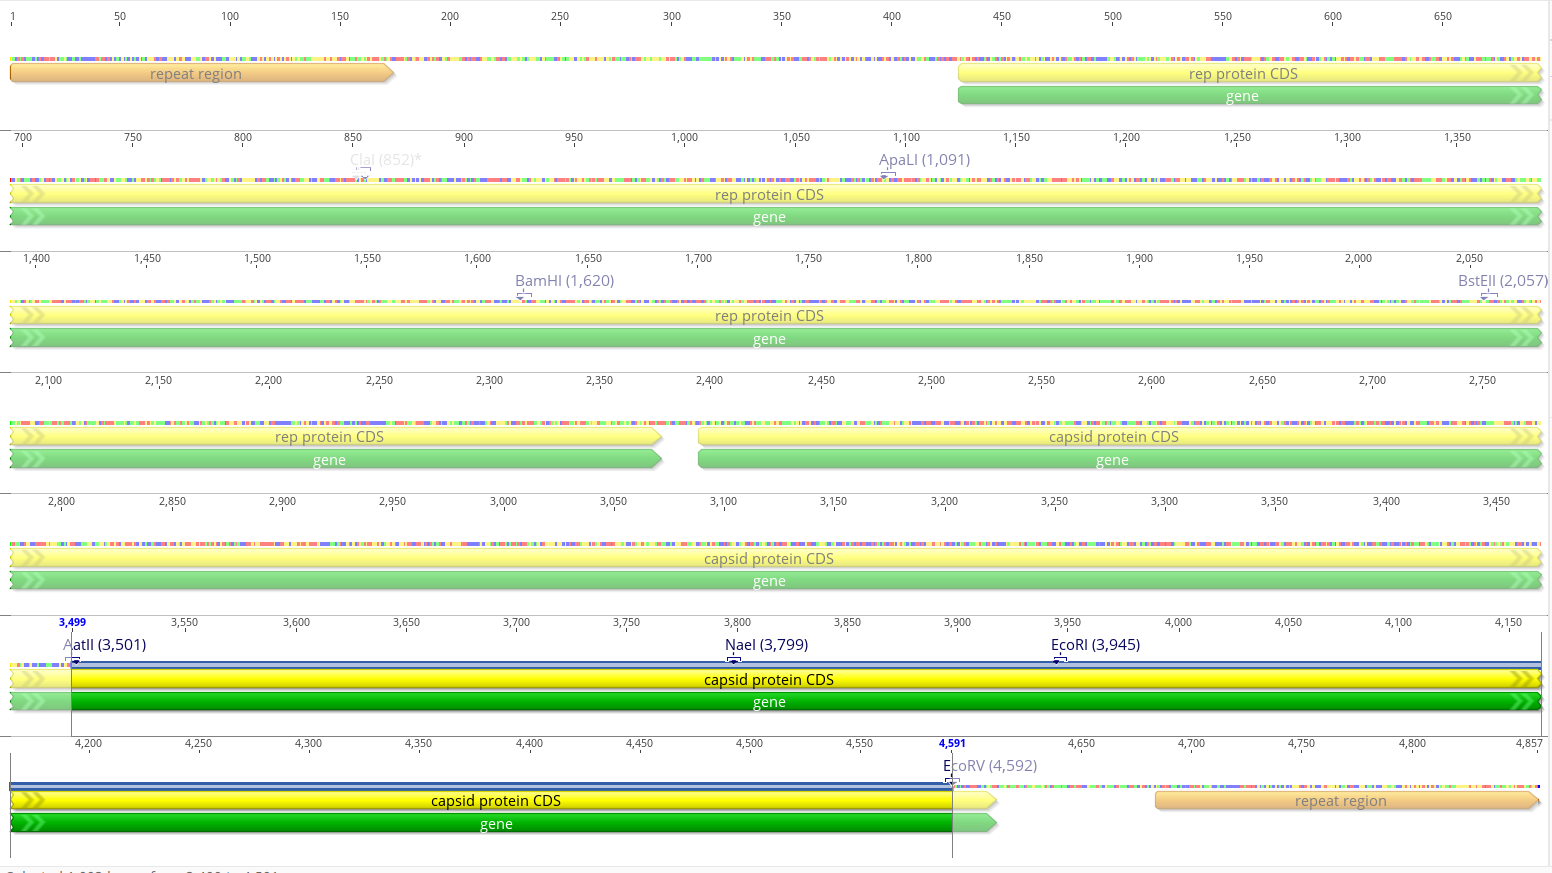 1 50 100 150 200 250 300 350 400 450 500 550 600 650
repeat region rep protein CDS
gene
700 750 800 850 900 950 1,000 1,050 1,100 1,150 1,200 1,250 1,300 1,350
ClaI (852)* ApaLI (1,091)
rep protein CDS
gene
1,400 1,450 1,500 1,550 1,600 1,650 1,700 1,750 1,800 1,850 1,900 1,950 2,000 2,050
BamHI (1,620) BstEII (2,057)
rep protein CDS
gene
2,100 2,150 2,200 2,250 2,300 2,350 2,400 2,450 2,500 2,550 2,600 2,650 2,700 2,750
rep protein CDS capsid protein CDS
gene gene
2,800 2,850 2,900 2,950 3,000 3,050 3,100 3,150 3,200 3,250 3,300 3,350 3,400 3,450
capsid protein CDS
gene
3,499 3,550 3,600 3,650 3,700 3,750 3,800 3,850 3,900 3,950 4,000 4,050 4,100 4,150
AatII (3,501) NaeI (3,799) EcoRI (3,945)
capsid protein CDS
gene
4,200 4,250 4,300 4,350 4,400 4,450 4,500 4,550 4,591 4,650 4,700 4,750 4,800 4,857
EcoRV (4,592)
capsid protein CDS repeat region
gene